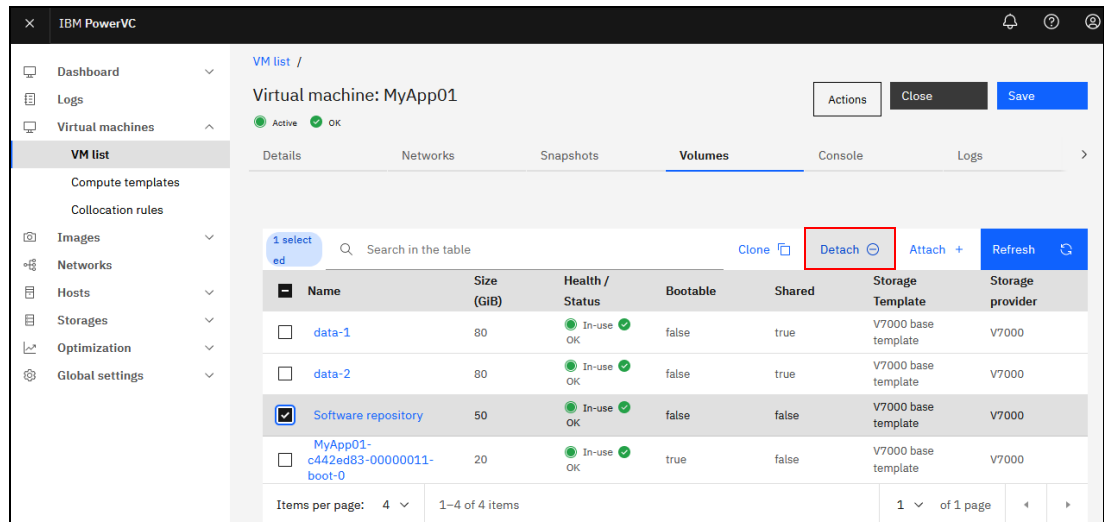 IBM PowerVC
Dashboard
Logs
Virtual machines
VM list
Compute templates
Collocation rules
Images
Networks
Hosts
Storages
Optimization
Global settings
VM list /
Virtual machine: MyApp01
Active OK
Actions
Close
Save
Details Networks Snapshots Volumes Console Logs
1 select
ed
Search in the table
Clone
Detach
Attach +
Refresh
Name Size (GiB) Health / Status Bootable Shared Storage Template Storage provider
data-1 80 In-use OK false true V7000 base template V7000
data-2 80 In-use OK false true V7000 base template V7000
Software repository 50 In-use OK false false V7000 base template V7000
MyApp01-
c442ed83-00000011-
boot-0
20 In-use OK true false V7000 base template V7000
Items per page: 4 1–4 of 4 items 1 of 1 page